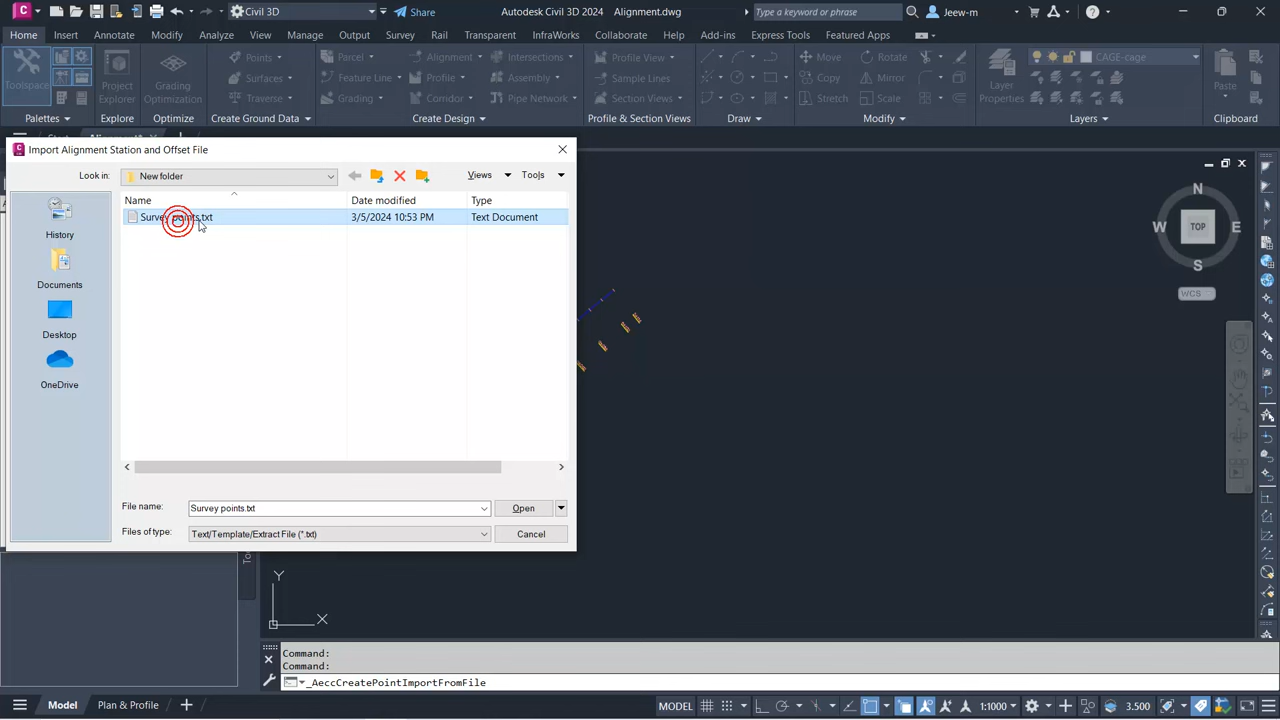 Civil 3D
Share
Autodesk Civil 3D 2024
Alignment.dwg
Type a keyword or phrase
Jeew-m
Home
Insert
Annotate
Modify
Analyze
View
Manage
Output
Survey
Rail
Transparent
InfraWorks
Collaborate
Help
Add-ins
Express Tools
Featured Apps
Toolspace
Project Explorer
Grading Optimization
Points
Surfaces
Traverse
Parcel
Feature Line
Grading
Alignment
Profile
Corridor
Intersections
Assembly
Pipe Network
Profile View
Sample Lines
Section Views
Move
Copy
Stretch
Rotate
Mirror
Scale
Layer Properties
CAGE-cage
Paste
Palettes
Explore
Optimize
Create Ground Data
Create Design
Profile & Section Views
Draw
Modify
Layers
Import Alignment Station and Offset File
Look in:
New folder
Views
Tools
Name
Date modified
Type
Survey points.txt
3/5/2024 10:53 PM
Text Document
History
Documents
Desktop
OneDrive
File name:
Survey points.txt
Open
Files of type:
Text/Template/Extract File (*.txt)
Cancel
N
W
TOP
E
S
WCS
Y
X
Command:
Command:
_AeccCreatePointImportFromFile
Model
Plan & Profile
MODEL
1:1000
3.500